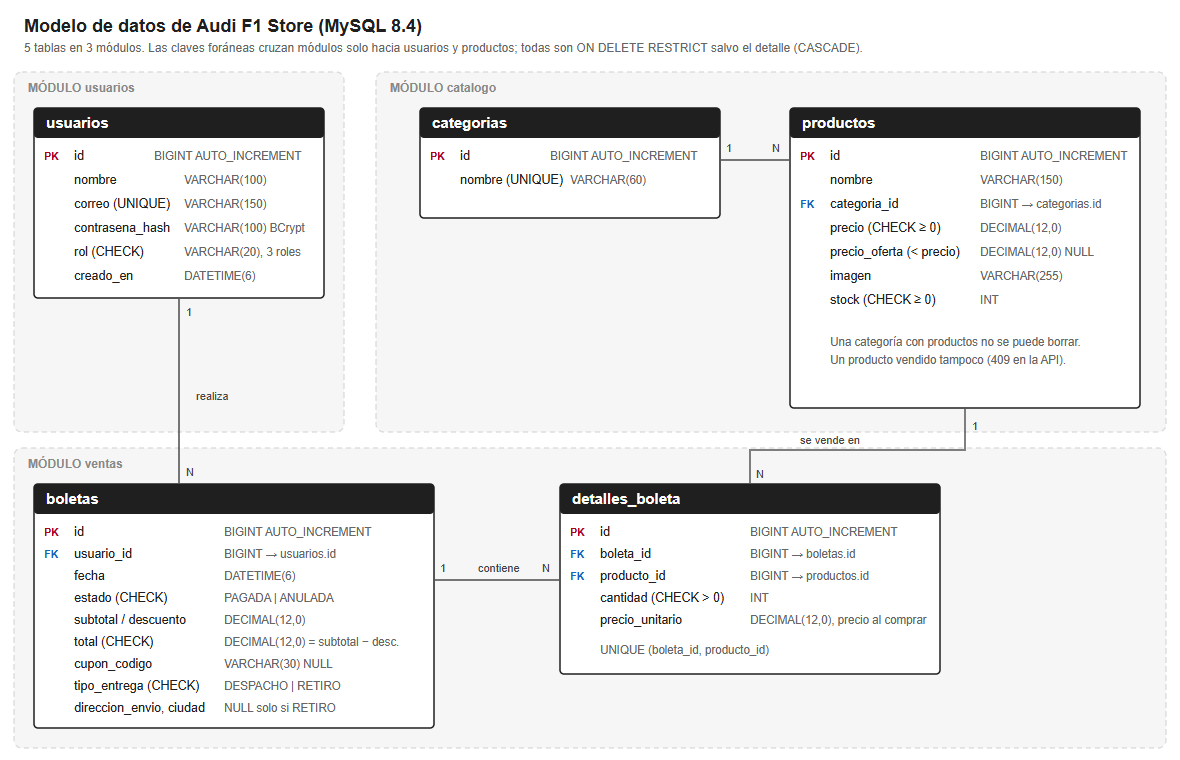 Modelo de datos de Audi F1 Store (MySQL 8.4)
5 tablas en 3 módulos. Las claves foráneas cruzan módulos solo hacia usuarios y productos; todas son ON DELETE RESTRICT salvo el detalle (CASCADE).
MÓDULO usuarios
usuarios
PK id BIGINT AUTO_INCREMENT
nombre VARCHAR(100)
correo (UNIQUE) VARCHAR(150)
contrasena_hash VARCHAR(100) BCrypt
rol (CHECK) VARCHAR(20), 3 roles
creado_en DATETIME(6)
1
realiza
N
MÓDULO catalogo
categorias
PK id BIGINT AUTO_INCREMENT
nombre (UNIQUE) VARCHAR(60)
1 N
productos
PK id BIGINT AUTO_INCREMENT
nombre VARCHAR(150)
FK categoria_id BIGINT → categorias.id
precio (CHECK ≥ 0) DECIMAL(12,0)
precio_oferta (< precio) DECIMAL(12,0) NULL
imagen VARCHAR(255)
stock (CHECK ≥ 0) INT
Una categoría con productos no se puede borrar.
Un producto vendido tampoco (409 en la API).
1
se vende en
N
MÓDULO ventas
boletas
PK id BIGINT AUTO_INCREMENT
FK usuario_id BIGINT → usuarios.id
fecha DATETIME(6)
estado (CHECK) PAGADA | ANULADA
subtotal / descuento DECIMAL(12,0)
total (CHECK) DECIMAL(12,0) = subtotal − desc.
cupon_codigo VARCHAR(30) NULL
tipo_entrega (CHECK) DESPACHO | RETIRO
direccion_envio, ciudad NULL solo si RETIRO
1 contiene N
detalles_boleta
PK id BIGINT AUTO_INCREMENT
FK boleta_id BIGINT → boletas.id
FK producto_id BIGINT → productos.id
cantidad (CHECK > 0) INT
precio_unitario DECIMAL(12,0), precio al comprar
UNIQUE (boleta_id, producto_id)